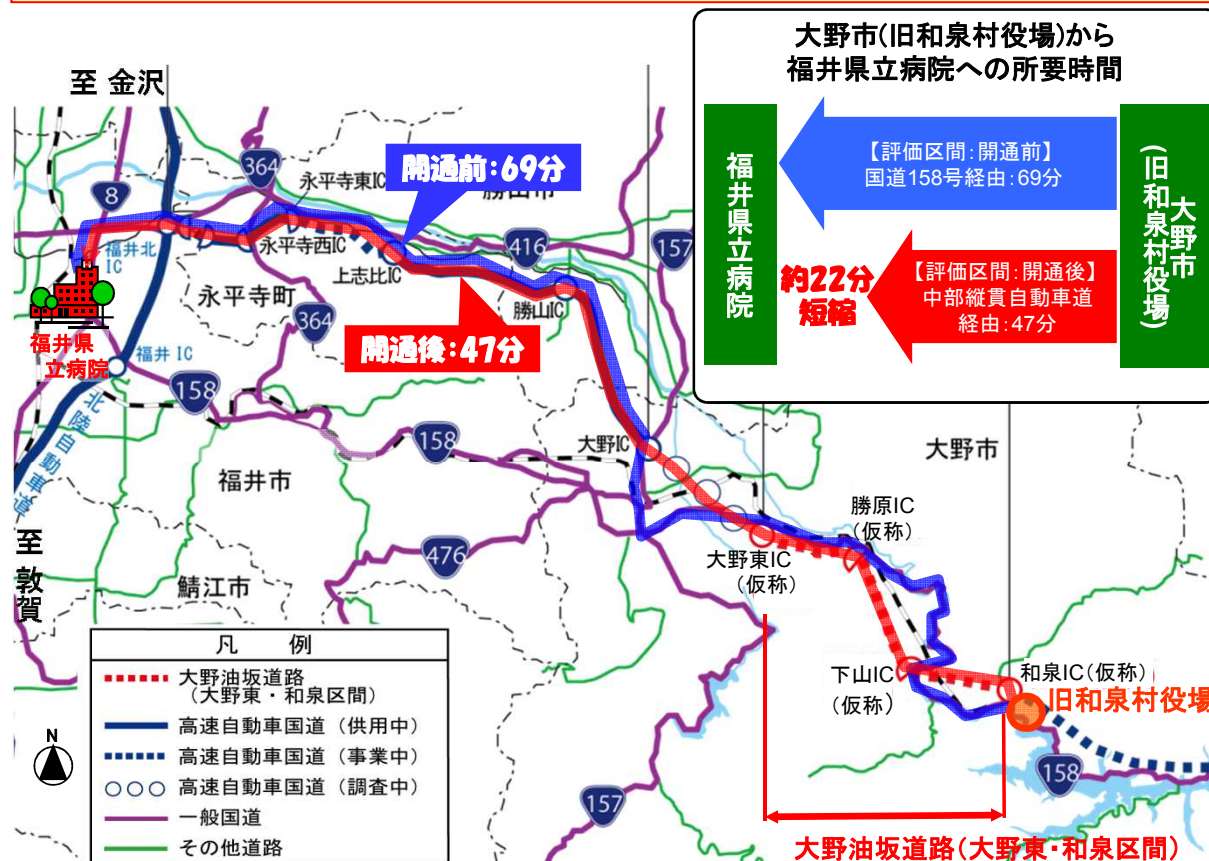 大野市(旧和泉村役場)から
福井県立病院への所要時間
福井県立病院
【評価区間:開通前】
国道158号経由:69分
大野市
(旧和泉村役場)
約22分
短縮
【評価区間:開通後】
中部縦貫自動車道
経由:47分
至 金沢
364
8
永平寺東IC
開通前:69分
勝山市
416
157
福井北
IC
永平寺西IC
上志比IC
永平寺町
364
勝山IC
開通後:47分
福井県
立病院
福井 IC
158
北陸自動車道
158
大野IC
大野市
福井市
勝原IC
(仮称)
至
敦賀
476
大野東IC
(仮称)
鯖江市
下山IC
(仮称)
和泉IC(仮称)
旧和泉村役場
158
157
大野油坂道路(大野東・和泉区間)
N
凡 例
大野油坂道路
(大野東・和泉区間)
高速自動車国道(供用中)
高速自動車国道(事業中)
高速自動車国道(調査中)
一般国道
その他道路